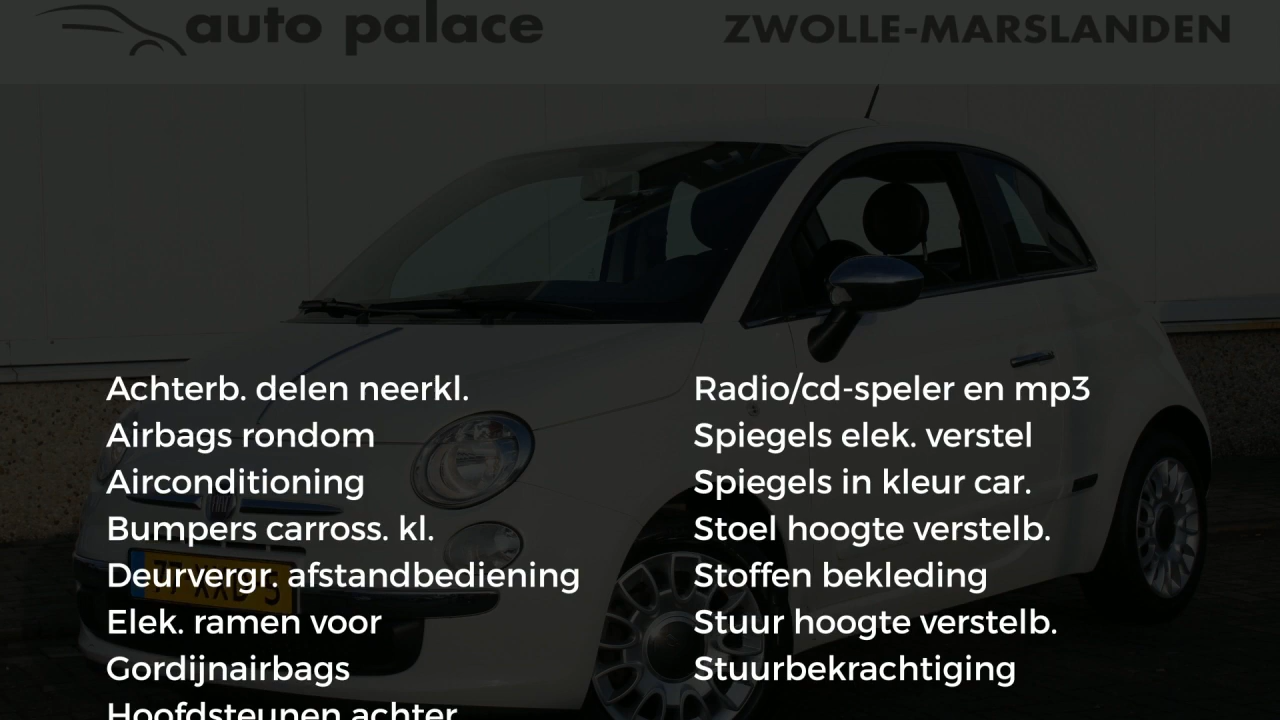 auto palace
ZWOLLE-MARSLANDEN
Achterb. delen neerkl.
Airbags rondom
Airconditioning
Bumpers carross. kl.
Deurvergr. afstandbediening
Elek. ramen voor
Gordijnairbags
Hoofdsteunen achter
Radio/cd-speler en mp3
Spiegels elek. verstel
Spiegels in kleur car.
Stoel hoogte verstelb.
Stoffen bekleding
Stuur hoogte verstelb.
Stuurbekrachtiging